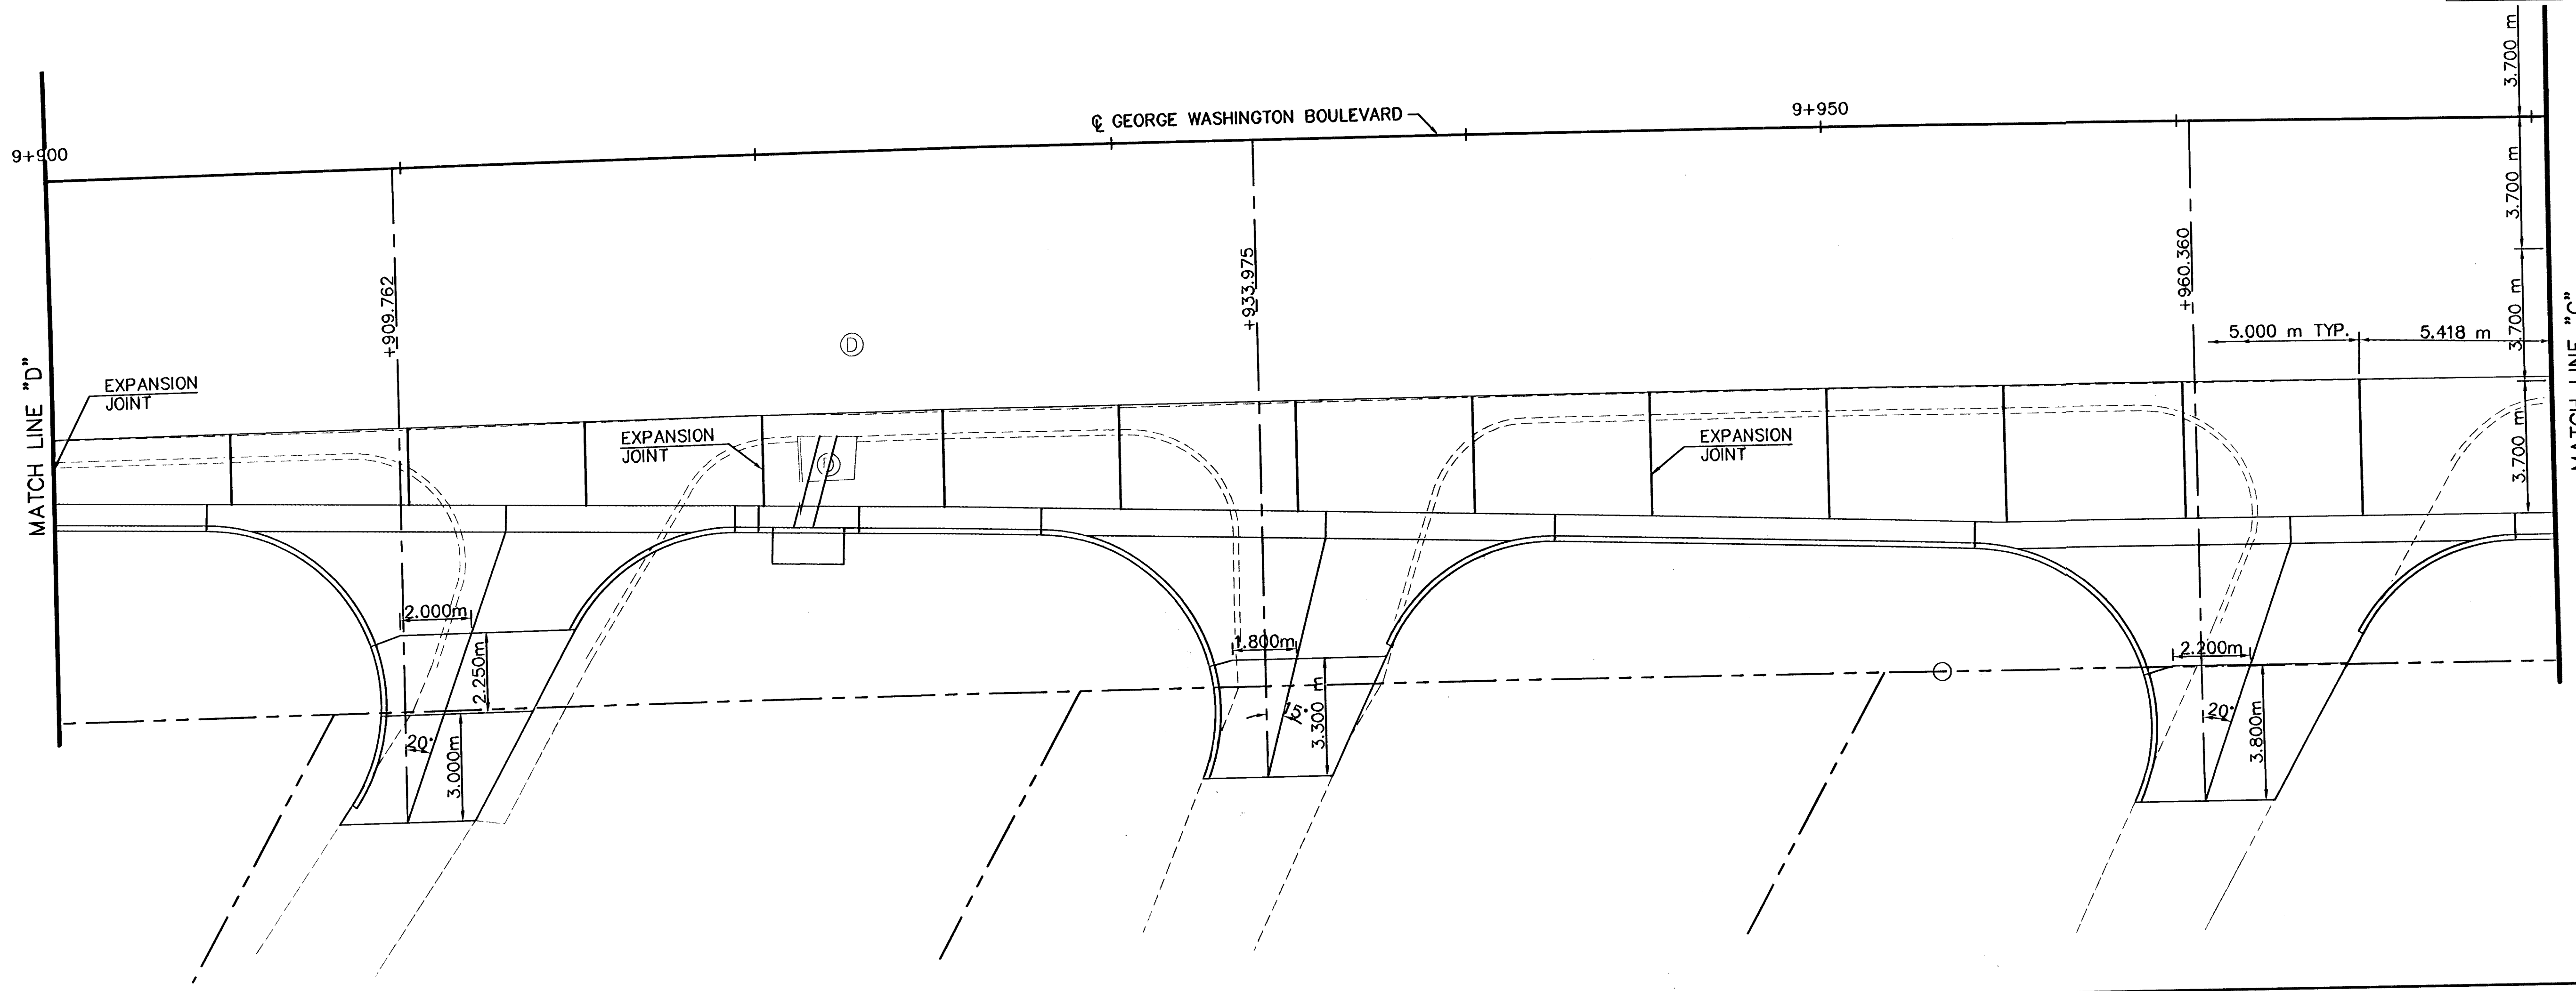 3.700 m
℄ GEORGE WASHINGTON BOULEVARD
9+950
9+900
3.700 m
+909.762
+933.975
+960.360
3.700 m
5.000 m TYP.
5.418 m
D
MATCH LINE "D"
EXPANSION
JOINT
EXPANSION
JOINT
D
EXPANSION
JOINT
3.700 m
2.000m
2.250m
1.800m
2.200m
20°
3.000m
15°
3.300 m
20°
3.800m